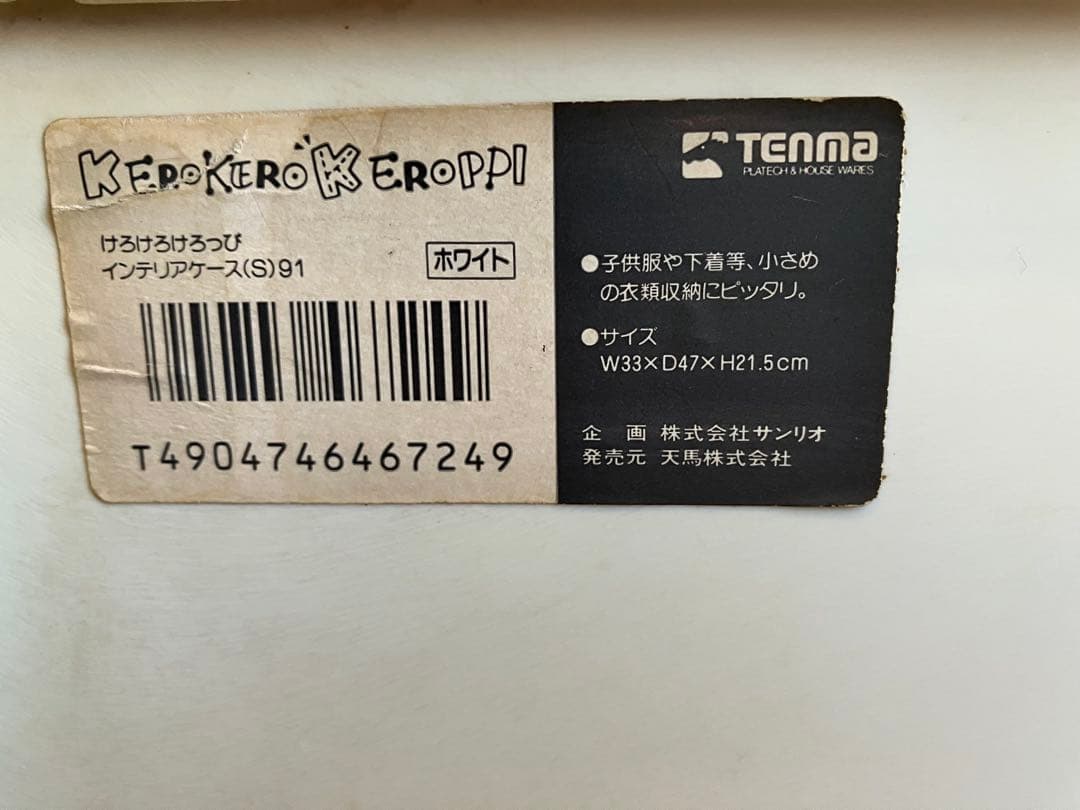 KEROKEROKEROPPI
けろけろけろっぴ
インテリアケース(S)91
ホワイト
T4904746467249
TENMA
PLATECH & HOUSE WARES
●子供服や下着等、小さめ
の衣類収納にピッタリ。
●サイズ
W33×D47×H21.5cm
企 画 株式会社サンリオ
発売元 天馬株式会社